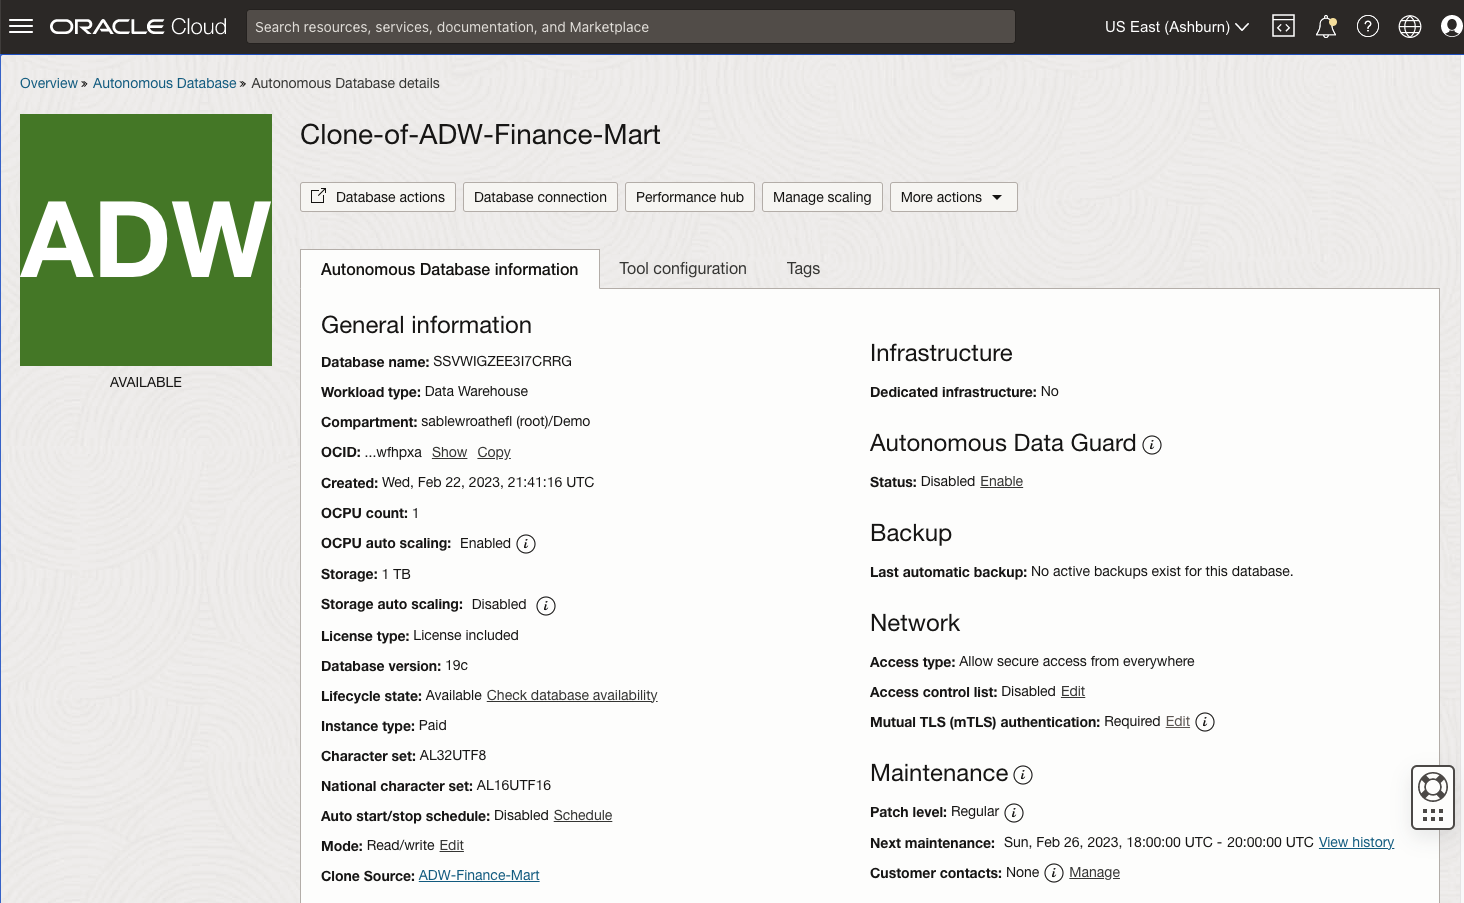 ORACLE Cloud
Search resources, services, documentation, and Marketplace
US East (Ashburn)
Overview » Autonomous Database » Autonomous Database details
ADW
AVAILABLE
Clone-of-ADW-Finance-Mart
Database actions
Database connection
Performance hub
Manage scaling
More actions
Autonomous Database information
Tool configuration
Tags
General information
Database name: SSVWIGZEE3I7CRRG
Workload type: Data Warehouse
Compartment: sablewroathefl (root)/Demo
OCID: ...wfhpxa Show Copy
Created: Wed, Feb 22, 2023, 21:41:16 UTC
OCPU count: 1
OCPU auto scaling: Enabled
Storage: 1 TB
Storage auto scaling: Disabled
License type: License included
Database version: 19c
Lifecycle state: Available Check database availability
Instance type: Paid
Character set: AL32UTF8
National character set: AL16UTF16
Auto start/stop schedule: Disabled Schedule
Mode: Read/write Edit
Clone Source: ADW-Finance-Mart
Infrastructure
Dedicated infrastructure: No
Autonomous Data Guard
Status: Disabled Enable
Backup
Last automatic backup: No active backups exist for this database.
Network
Access type: Allow secure access from everywhere
Access control list: Disabled Edit
Mutual TLS (mTLS) authentication: Required Edit
Maintenance
Patch level: Regular
Next maintenance: Sun, Feb 26, 2023, 18:00:00 UTC - 20:00:00 UTC View history
Customer contacts: None Manage